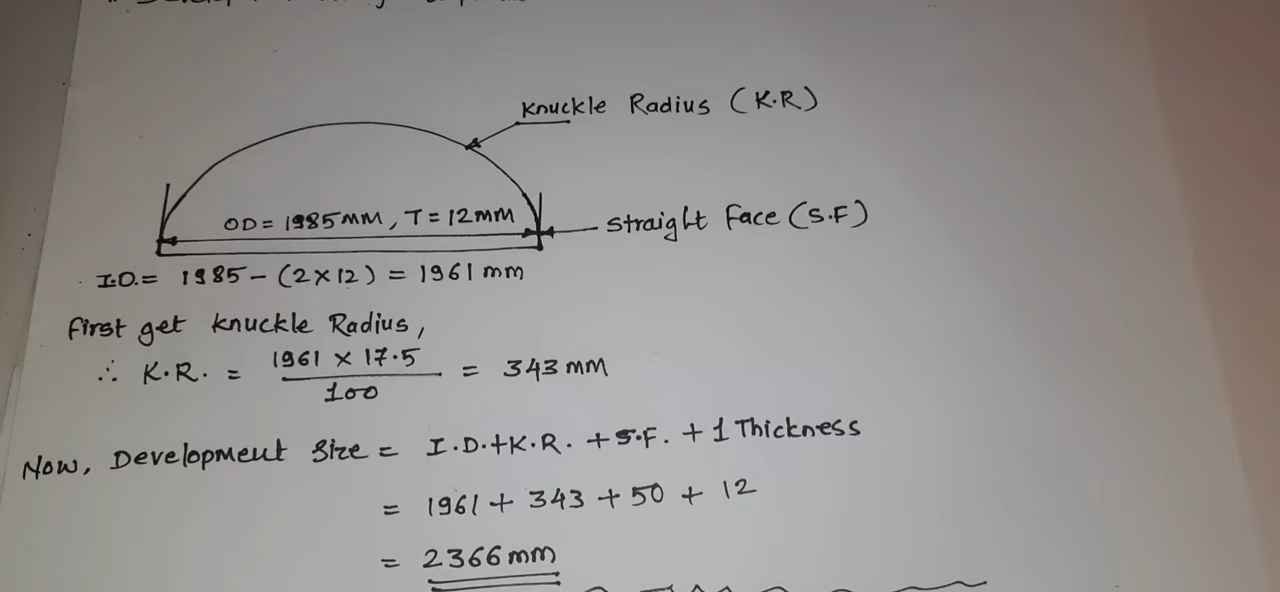 Knuckle Radius (K.R)
OD = 1985 MM, T = 12 MM
Straight Face (S.F)
I.D. = 1985 - (2 x 12) = 1961 mm
First get knuckle Radius,
∴ K.R. = 1961 x 17.5 / 100 = 343 MM
Now, Development Size = I.D. + K.R. + S.F. + 1 Thickness
= 1961 + 343 + 50 + 12
= 2366 mm